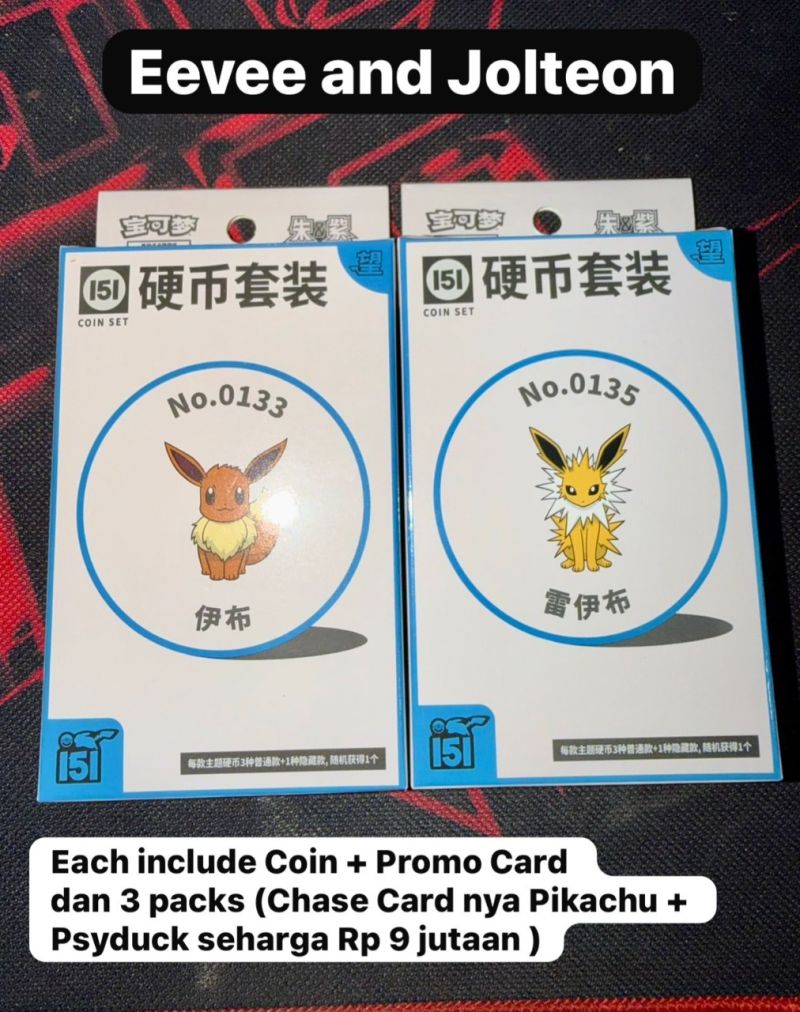 Eevee and Jolteon
宝可梦
朱&紫
宝可梦
朱&紫
151
硬币套装
COIN SET
望
No.0133
伊布
151
每款主题硬币3种普通款+1种隐藏款, 随机获得1个
151
硬币套装
COIN SET
望
No.0135
雷伊布
151
每款主题硬币3种普通款+1种隐藏款, 随机获得1个
Each include Coin + Promo Card
dan 3 packs (Chase Card nya Pikachu +
Psyduck seharga Rp 9 jutaan )